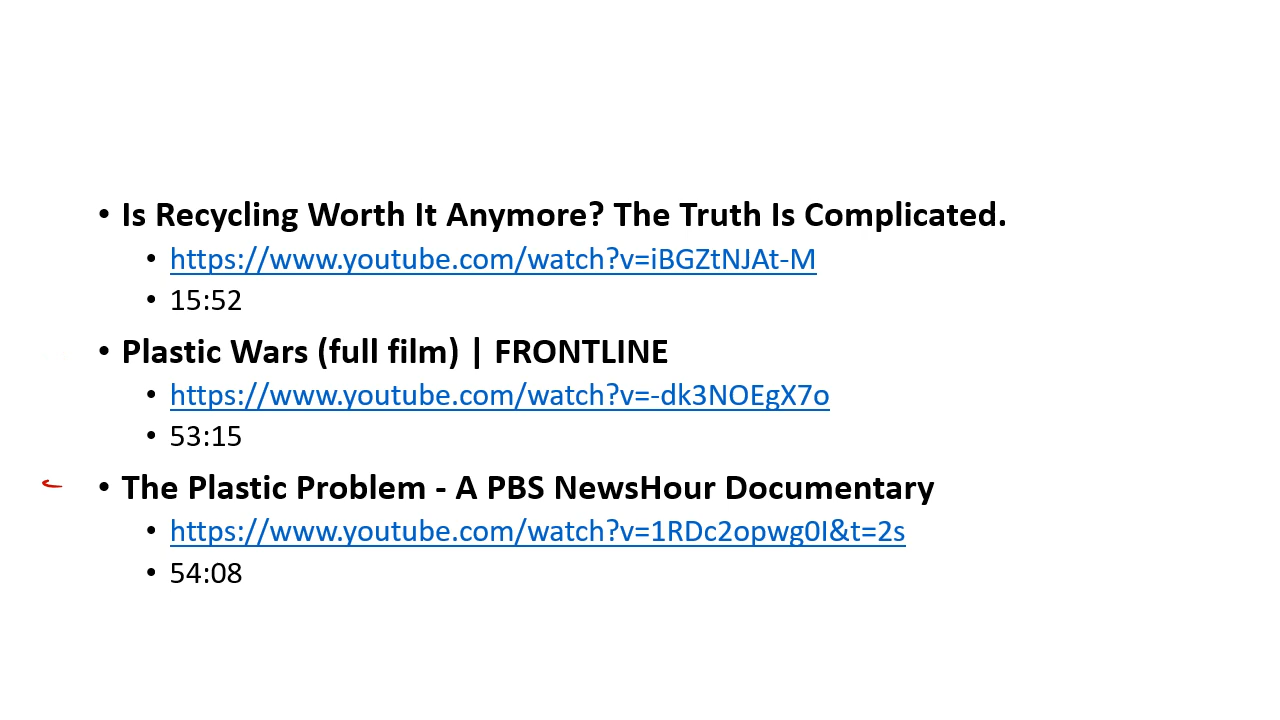 • Is Recycling Worth It Anymore? The Truth Is Complicated.
• https://www.youtube.com/watch?v=iBGZtNJAt-M
• 15:52
• Plastic Wars (full film) | FRONTLINE
• https://www.youtube.com/watch?v=-dk3NOEgX7o
• 53:15
• The Plastic Problem - A PBS NewsHour Documentary
• https://www.youtube.com/watch?v=1RDc2opwg0I&t=2s
• 54:08